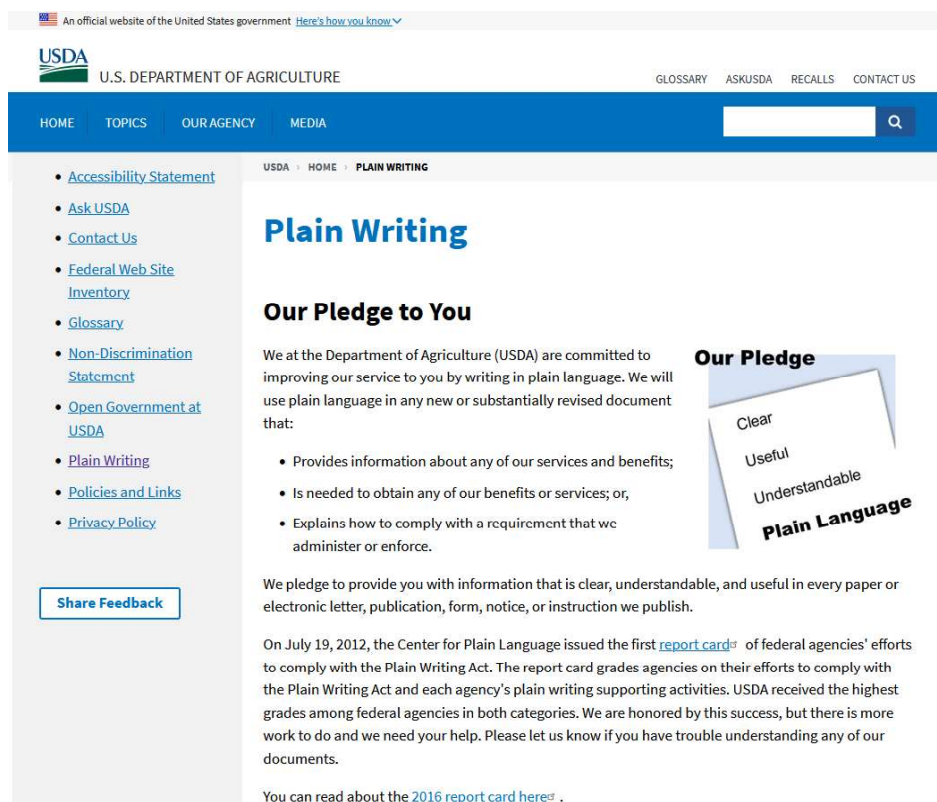 An official website of the United States government Here's how you know
USDA
U.S. DEPARTMENT OF AGRICULTURE
GLOSSARY ASKUSDA RECALLS CONTACT US
HOME TOPICS OUR AGENCY MEDIA
USDA › HOME › PLAIN WRITING
• Accessibility Statement
• Ask USDA
• Contact Us
• Federal Web Site
Inventory
• Glossary
• Non-Discrimination
Statement
• Open Government at
USDA
• Plain Writing
• Policies and Links
• Privacy Policy
Share Feedback
Plain Writing
Our Pledge to You
We at the Department of Agriculture (USDA) are committed to
improving our service to you by writing in plain language. We will
use plain language in any new or substantially revised document
that:
• Provides information about any of our services and benefits;
• Is needed to obtain any of our benefits or services; or,
• Explains how to comply with a requirement that we
administer or enforce.
Our Pledge
Clear
Useful
Understandable
Plain Language
We pledge to provide you with information that is clear, understandable, and useful in every paper or
electronic letter, publication, form, notice, or instruction we publish.
On July 19, 2012, the Center for Plain Language issued the first report card of federal agencies' efforts
to comply with the Plain Writing Act. The report card grades agencies on their efforts to comply with
the Plain Writing Act and each agency's plain writing supporting activities. USDA received the highest
grades among federal agencies in both categories. We are honored by this success, but there is more
work to do and we need your help. Please let us know if you have trouble understanding any of our
documents.
You can read about the 2016 report card here .